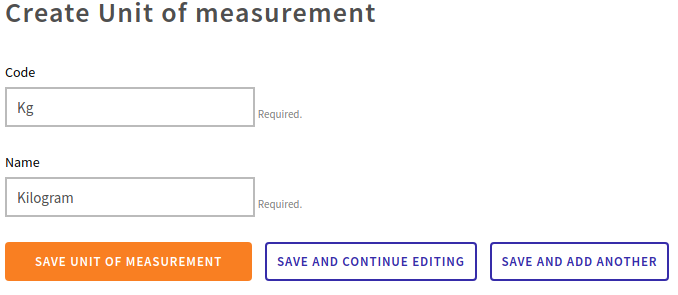 Create Unit of measurement
Code
Kg
Required.
Name
Kilogram
Required.
SAVE UNIT OF MEASUREMENT SAVE AND CONTINUE EDITING SAVE AND ADD ANOTHER